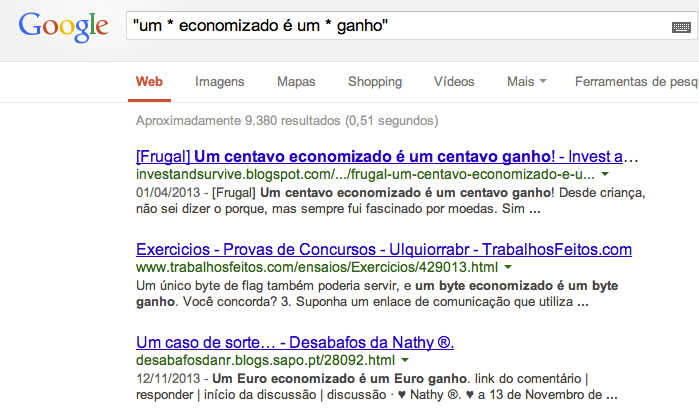 Google "um * economizado é um * ganho"
Web Imagens Mapas Shopping Vídeos Mais Ferramentas de pesq
Aproximadamente 9.380 resultados (0,51 segundos)
[Frugal] Um centavo economizado é um centavo ganho! - Invest a…
investandsurvive.blogspot.com/.../frugal-um-centavo-economizado-e-u...
01/04/2013 - [Frugal] Um centavo economizado é um centavo ganho! Desde criança,
não sei dizer o porque, mas sempre fui fascinado por moedas. Sim ...
Exercicios - Provas de Concursos - Ulquiorrabr - TrabalhosFeitos.com
www.trabalhosfeitos.com/ensaios/Exercicios/429013.html
Um único byte de flag também poderia servir, e um byte economizado é um byte
ganho. Você concorda? 3. Suponha um enlace de comunicação que utiliza ...
Um caso de sorte… - Desabafos da Nathy ®.
desabafosdanr.blogs.sapo.pt/28092.html
12/11/2013 - Um Euro economizado é um Euro ganho. link do comentário |
responder | início da discussão | discussão · ♥ Nathy ®. ♥ a 13 de Novembro de ...